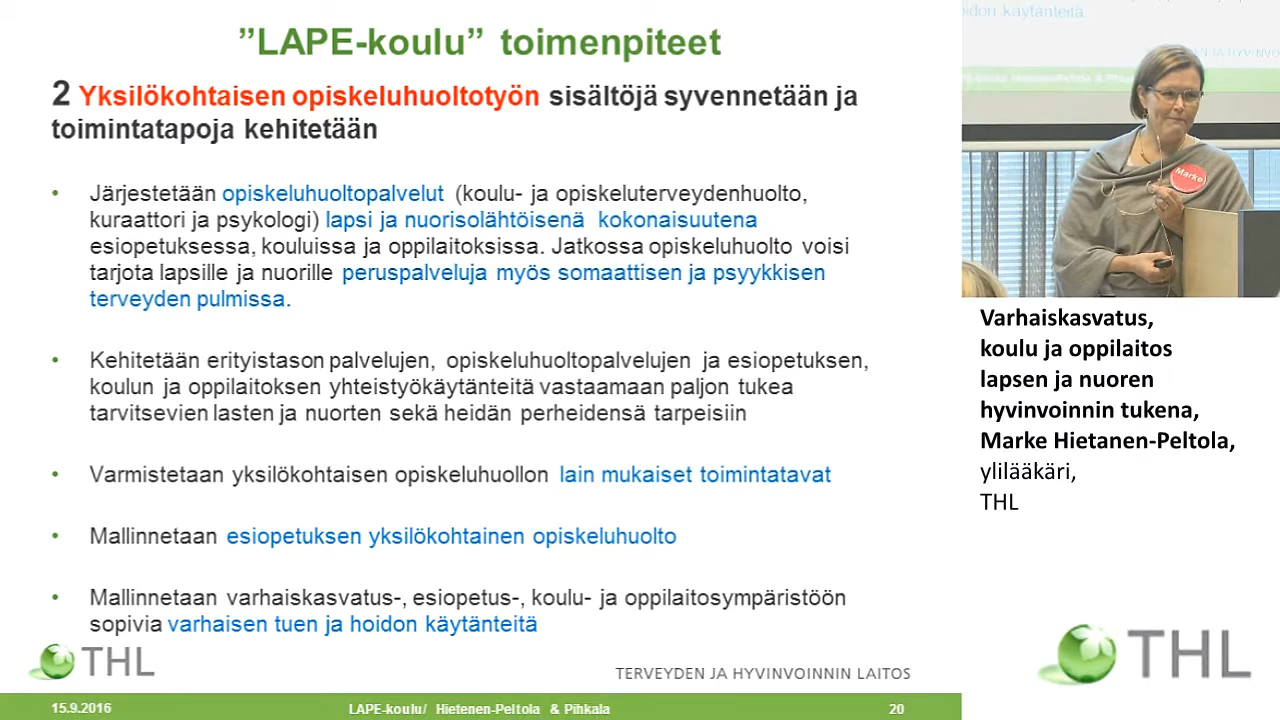 ”LAPE-koulu” toimenpiteet
2 Yksilökohtaisen opiskeluhuoltotyön sisältöjä syvennetään ja
toimintatapoja kehitetään
• Järjestetään opiskeluhuoltopalvelut (koulu- ja opiskeluterveydenhuolto,
kuraattori ja psykologi) lapsi ja nuorisolähtöisenä kokonaisuutena
esiopetuksessa, kouluissa ja oppilaitoksissa. Jatkossa opiskeluhuolto voisi
tarjota lapsille ja nuorille peruspalveluja myös somaattisen ja psyykkisen
terveyden pulmissa.
• Kehitetään erityistason palvelujen, opiskeluhuoltopalvelujen ja esiopetuksen,
koulun ja oppilaitoksen yhteistyökäytänteitä vastaamaan paljon tukea
tarvitsevien lasten ja nuorten sekä heidän perheidensä tarpeisiin
• Varmistetaan yksilökohtaisen opiskeluhuollon lain mukaiset toimintatavat
• Mallinnetaan esiopetuksen yksilökohtainen opiskeluhuolto
• Mallinnetaan varhaiskasvatus-, esiopetus-, koulu- ja oppilaitosympäristöön
sopivia varhaisen tuen ja hoidon käytänteitä
THL
TERVEYDEN JA HYVINVOINNIN LAITOS
15.9.2016 LAPE-koulu/ Hietenen-Peltola & Pihkala 20
idon käytänteitä
Marke
Varhaiskasvatus,
koulu ja oppilaitos
lapsen ja nuoren
hyvinvoinnin tukena,
Marke Hietanen-Peltola,
ylilääkäri,
THL
THL